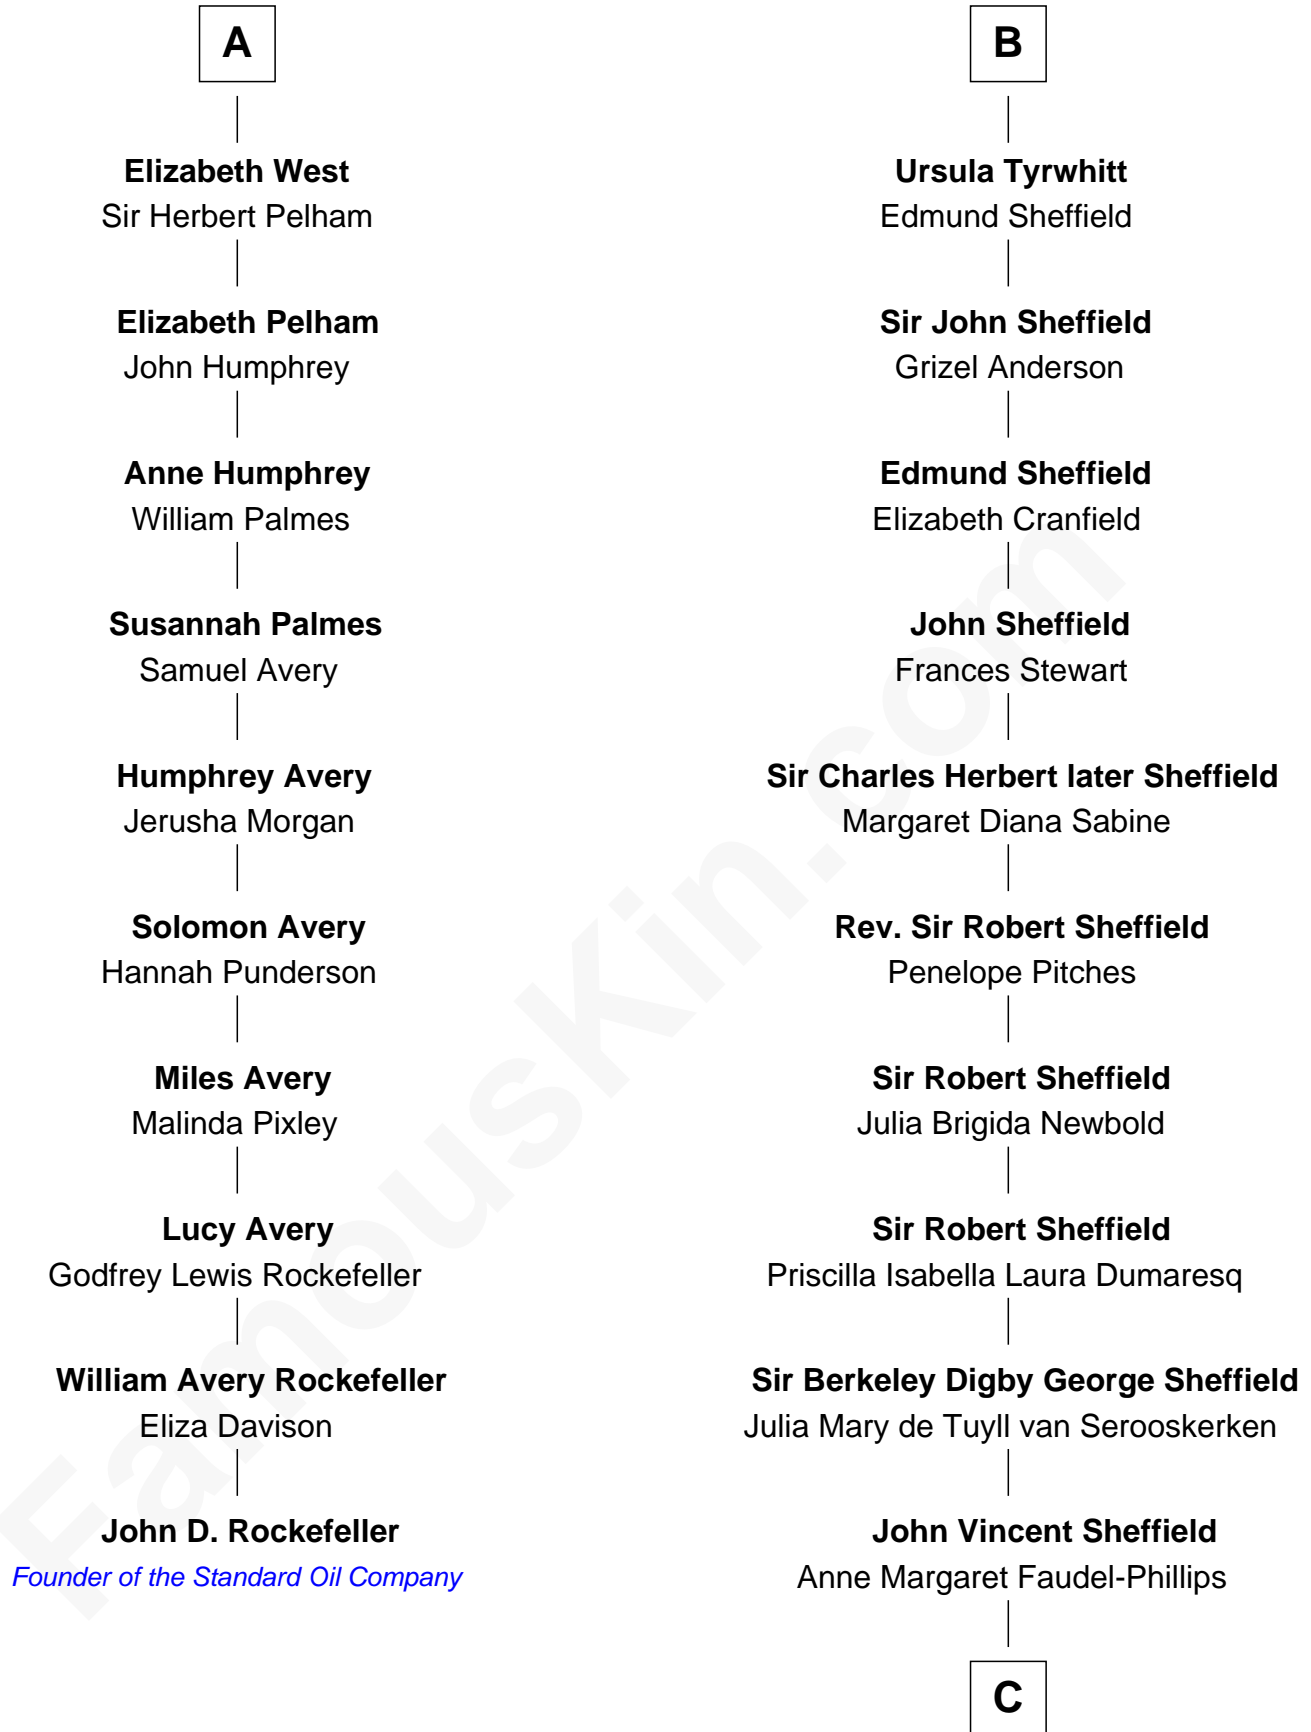 A
Elizabeth West
Sir Herbert Pelham
Elizabeth Pelham
John Humphrey
Anne Humphrey
William Palmes
Susannah Palmes
Samuel Avery
Humphrey Avery
Jerusha Morgan
Solomon Avery
Hannah Punderson
Miles Avery
Malinda Pixley
Lucy Avery
Godfrey Lewis Rockefeller
William Avery Rockefeller
Eliza Davison
John D. Rockefeller
Founder of the Standard Oil Company
B
Ursula Tyrwhitt
Edmund Sheffield
Sir John Sheffield
Grizel Anderson
Edmund Sheffield
Elizabeth Cranfield
John Sheffield
Frances Stewart
Sir Charles Herbert later Sheffield
Margaret Diana Sabine
Rev. Sir Robert Sheffield
Penelope Pitches
Sir Robert Sheffield
Julia Brigida Newbold
Sir Robert Sheffield
Priscilla Isabella Laura Dumaresq
Sir Berkeley Digby George Sheffield
Julia Mary de Tuyll van Serooskerken
John Vincent Sheffield
Anne Margaret Faudel-Phillips
C
FamousKin.com